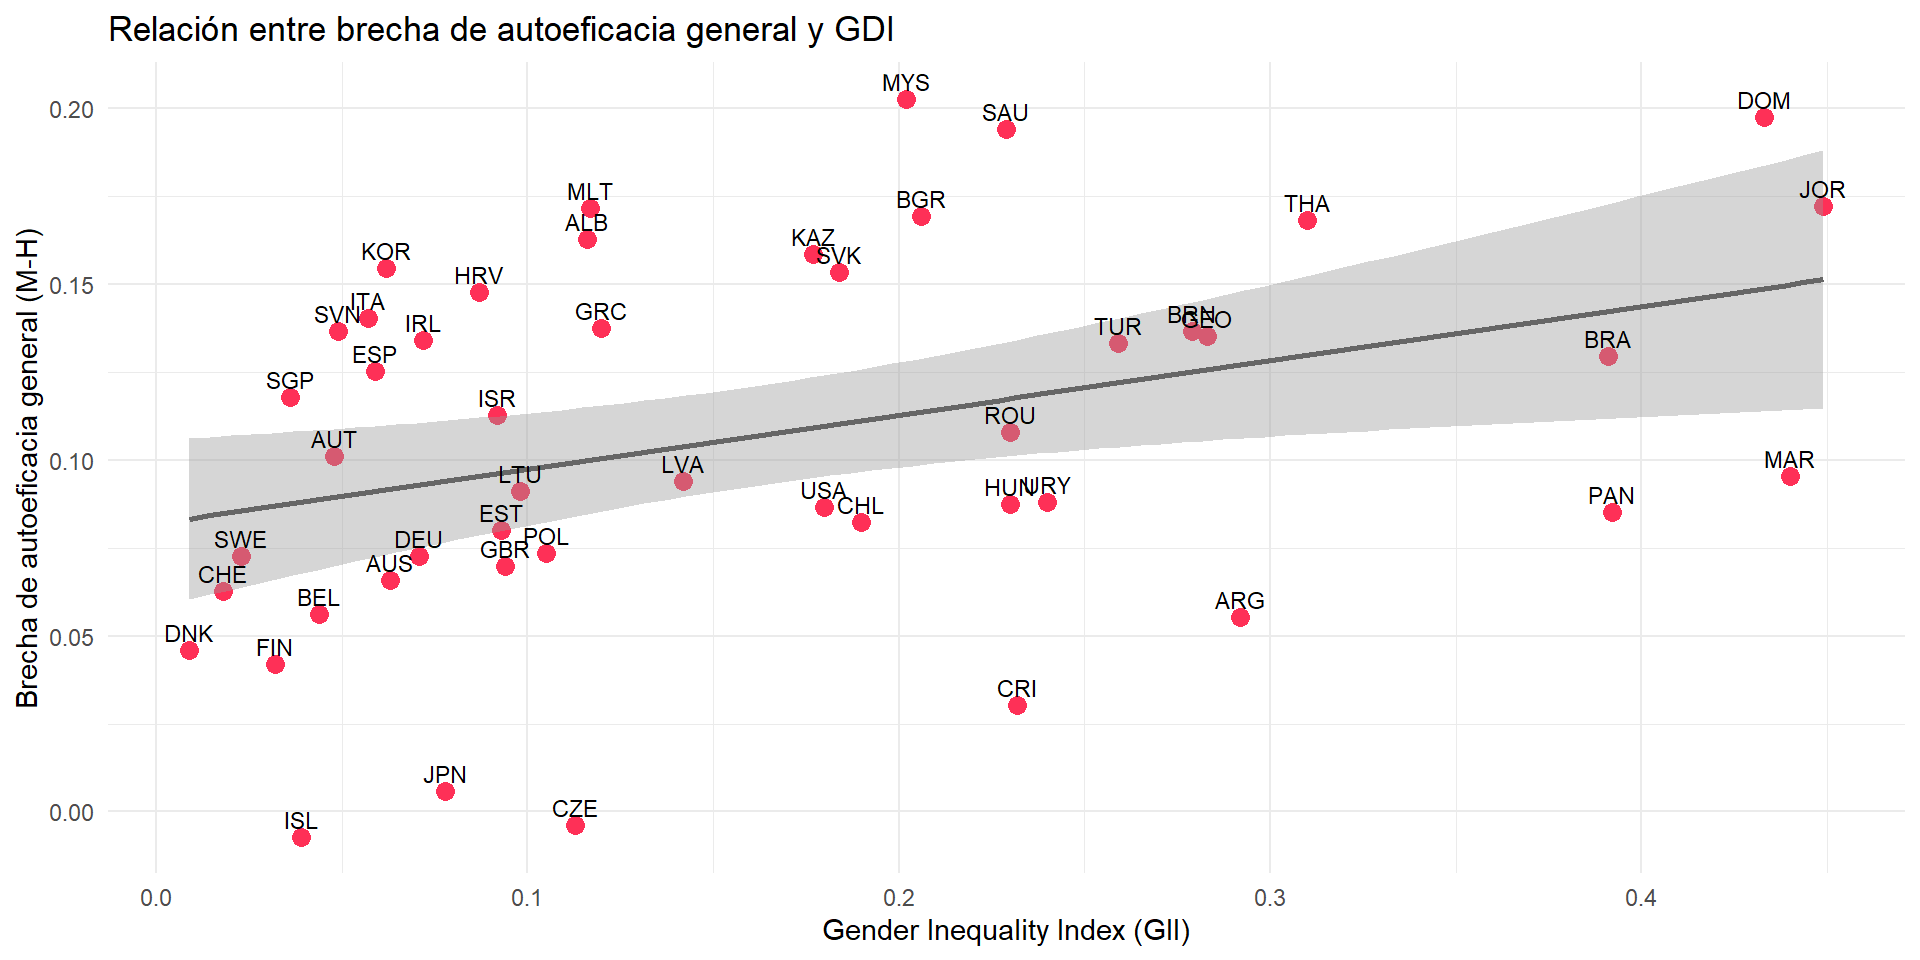 Relación entre brecha de autoeficacia general y GDI
Brecha de autoeficacia general (M-H)
0.20
0.15
0.10
0.05
0.00
MYS
DOM
SAU
MLT
JOR
BGR
THA
ALB
KAZ
KOR
SVK
HRV
ITA
GRC
SVN
BRN
GEO
IRL
TUR
BRA
ESP
SGP
ISR
ROU
AUT
MAR
LVA
LTU
HUN
URY
USA
PAN
CHL
EST
SWE
DEU
POL
GBR
AUS
CHE
BEL
ARG
DNK
FIN
CRI
JPN
CZE
ISL
0.0 0.1 0.2 0.3 0.4
Gender Inequality Index (GII)